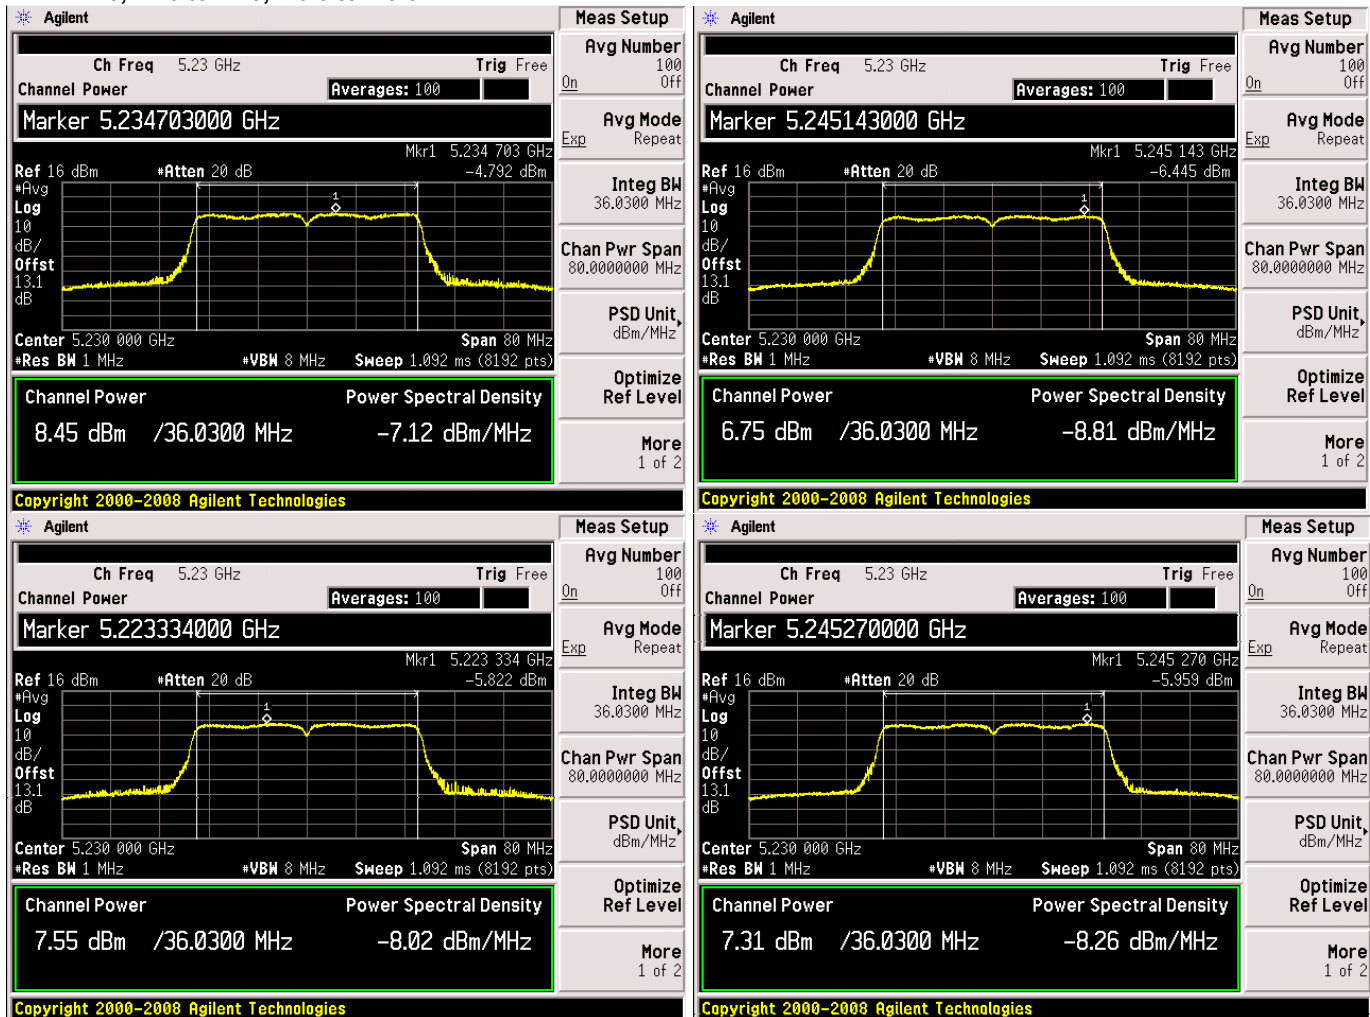 Agilent
Meas Setup
Ch Freq 5.23 GHz Trig Free
Channel Power Averages: 100
Marker 5.234703000 GHz
Mkr1 5.234 703 GHz
Ref 16 dBm #Atten 20 dB -4.792 dBm
#Avg
Log
10
dB/
Offst
13.1
dB
1
Center 5.230 000 GHz Span 80 MHz
#Res BW 1 MHz #VBW 8 MHz Sweep 1.092 ms (8192 pts)
Channel Power Power Spectral Density
8.45 dBm /36.0300 MHz -7.12 dBm/MHz
Copyright 2000-2008 Agilent Technologies
Avg Number
100
On Off
Avg Mode
Exp Repeat
Integ BW
36.0300 MHz
Chan Pwr Span
80.0000000 MHz
PSD Unit
dBm/MHz
Optimize
Ref Level
More
1 of 2
Agilent
Meas Setup
Ch Freq 5.23 GHz Trig Free
Channel Power Averages: 100
Marker 5.245143000 GHz
Mkr1 5.245 143 GHz
Ref 16 dBm #Atten 20 dB -6.445 dBm
#Avg
Log
10
dB/
Offst
13.1
dB
1
Center 5.230 000 GHz Span 80 MHz
#Res BW 1 MHz #VBW 8 MHz Sweep 1.092 ms (8192 pts)
Channel Power Power Spectral Density
6.75 dBm /36.0300 MHz -8.81 dBm/MHz
Copyright 2000-2008 Agilent Technologies
Avg Number
100
On Off
Avg Mode
Exp Repeat
Integ BW
36.0300 MHz
Chan Pwr Span
80.0000000 MHz
PSD Unit
dBm/MHz
Optimize
Ref Level
More
1 of 2
Agilent
Meas Setup
Ch Freq 5.23 GHz Trig Free
Channel Power Averages: 100
Marker 5.223334000 GHz
Mkr1 5.223 334 GHz
Ref 16 dBm #Atten 20 dB -5.822 dBm
#Avg
Log
10
dB/
Offst
13.1
dB
1
Center 5.230 000 GHz Span 80 MHz
#Res BW 1 MHz #VBW 8 MHz Sweep 1.092 ms (8192 pts)
Channel Power Power Spectral Density
7.55 dBm /36.0300 MHz -8.02 dBm/MHz
Copyright 2000-2008 Agilent Technologies
Avg Number
100
On Off
Avg Mode
Exp Repeat
Integ BW
36.0300 MHz
Chan Pwr Span
80.0000000 MHz
PSD Unit
dBm/MHz
Optimize
Ref Level
More
1 of 2
Agilent
Meas Setup
Ch Freq 5.23 GHz Trig Free
Channel Power Averages: 100
Marker 5.245270000 GHz
Mkr1 5.245 270 GHz
Ref 16 dBm #Atten 20 dB -5.959 dBm
#Avg
Log
10
dB/
Offst
13.1
dB
1
Center 5.230 000 GHz Span 80 MHz
#Res BW 1 MHz #VBW 8 MHz Sweep 1.092 ms (8192 pts)
Channel Power Power Spectral Density
7.31 dBm /36.0300 MHz -8.26 dBm/MHz
Copyright 2000-2008 Agilent Technologies
Avg Number
100
On Off
Avg Mode
Exp Repeat
Integ BW
36.0300 MHz
Chan Pwr Span
80.0000000 MHz
PSD Unit
dBm/MHz
Optimize
Ref Level
More
1 of 2